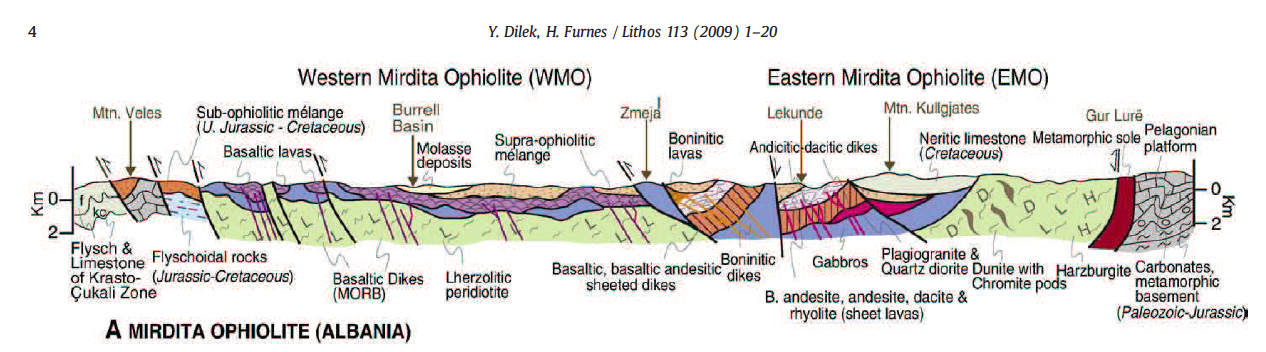 4
Y. Dilek, H. Furnes / Lithos 113 (2009) 1–20
Western Mirdita Ophiolite (WMO)
Eastern Mirdita Ophiolite (EMO)
Mtn. Veles
Sub-ophiolitic mélange
(U. Jurassic - Cretaceous)
Basaltic lavas
Burrell
Basin
Molasse
deposits
Supra-ophiolitic
mélange
Zmeja
Boninitic
lavas
Lekunde
Andicitic-dacitic dikes
Mtn. Kullgjates
Neritic limestone
(Cretaceous)
Gur Lurë
Metamorphic sole
Pelagonian
platform
Km
0
2
f
kç
L L L L L L L L
D D D D
L H L H
0
2
Km
Flysch &
Limestone
of Krasto-
Çukali Zone
Flyschoidal rocks
(Jurassic-Cretaceous)
Basaltic Dikes
(MORB)
Lherzolitic
peridiotite
Basaltic, basaltic andesitic
sheeted dikes
Boninitic
dikes
B. andesite, andesite, dacite &
rhyolite (sheet lavas)
Gabbros
Plagiogranite &
Quartz diorite
Dunite with
Chromite pods
Harzburgite
Carbonates,
metamorphic
basement
(Paleozoic-Jurassic)
A MIRDITA OPHIOLITE (ALBANIA)